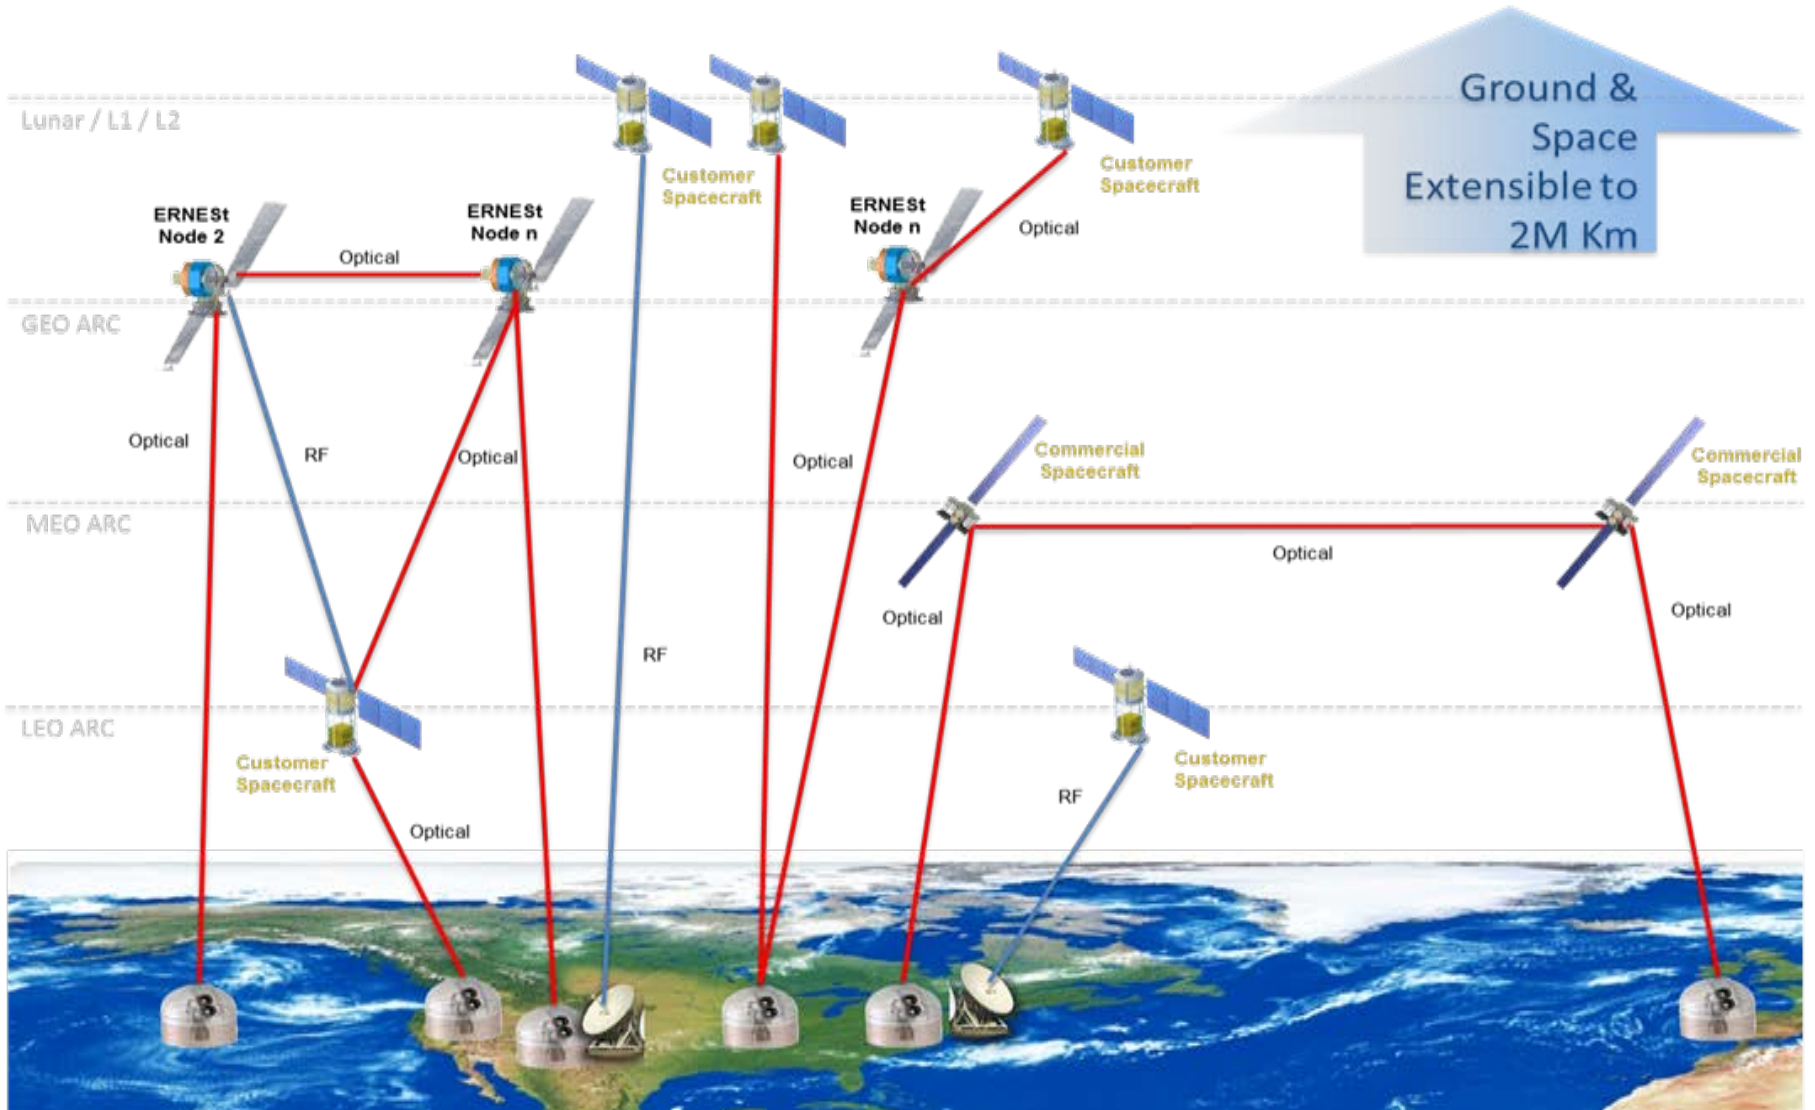 Ground &
Space
Extensible to
2M Km
Lunar / L1 / L2
Customer
Spacecraft
Customer
Spacecraft
ERNESt
Node 2
ERNESt
Node n
ERNESt
Node n
Optical
Optical
GEO ARC
Optical
RF
Optical
Optical
Commercial
Spacecraft
Commercial
Spacecraft
MEO ARC
Optical
Optical
Optical
RF
LEO ARC
Customer
Spacecraft
Customer
Spacecraft
RF
Optical